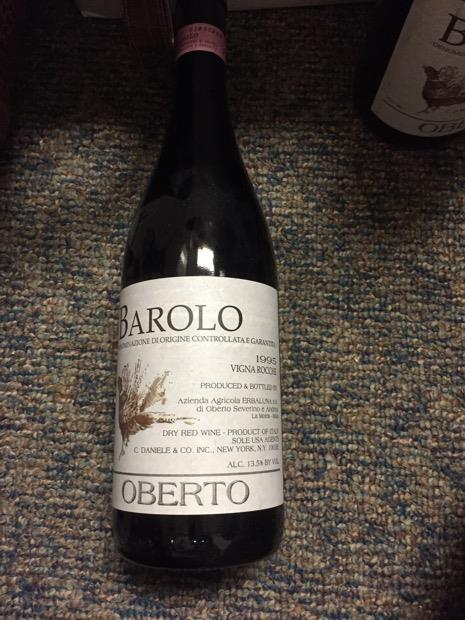 BAROLO
DENOMINAZIONE DI ORIGINE CONTROLLATA E GARANTITA
1995
VIGNA ROCCHE
PRODUCED & BOTTLED BY
Azienda Agricola ERBALUNA s.s.
di Oberto Severino e Andrea
La Morra - Italia
DRY RED WINE - PRODUCT OF ITALY
SOLE USA AGENTS
C. DANIELE & CO. INC., NEW YORK, N.Y.
ALC. 13.5% BY VOL.
OBERTO
B
OB